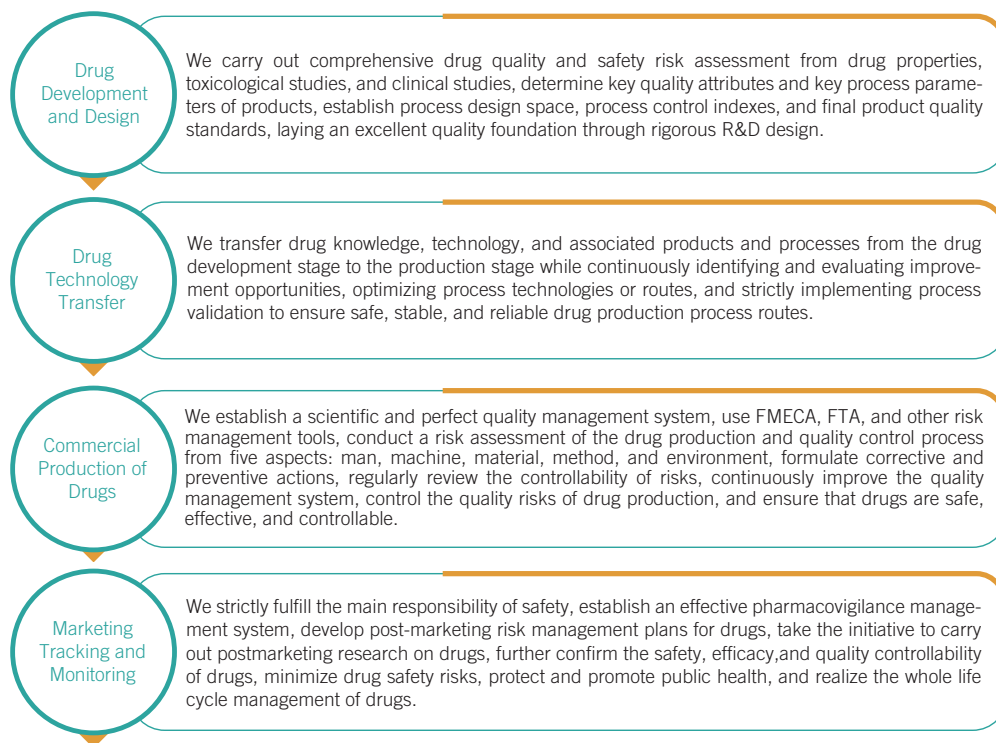 Drug
Development
and Design
We carry out comprehensive drug quality and safety risk assessment from drug properties,
toxicological studies, and clinical studies, determine key quality attributes and key process parame-
ters of products, establish process design space, process control indexes, and final product quality
standards, laying an excellent quality foundation through rigorous R&D design.
Drug
Technology
Transfer
We transfer drug knowledge, technology, and associated products and processes from the drug
development stage to the production stage while continuously identifying and evaluating improve-
ment opportunities, optimizing process technologies or routes, and strictly implementing process
validation to ensure safe, stable, and reliable drug production process routes.
Commercial
Production of
Drugs
We establish a scientific and perfect quality management system, use FMECA, FTA, and other risk
management tools, conduct a risk assessment of the drug production and quality control process
from five aspects: man, machine, material, method, and environment, formulate corrective and
preventive actions, regularly review the controllability of risks, continuously improve the quality
management system, control the quality risks of drug production, and ensure that drugs are safe,
effective, and controllable.
Marketing
Tracking and
Monitoring
We strictly fulfill the main responsibility of safety, establish an effective pharmacovigilance manage-
ment system, develop post-marketing risk management plans for drugs, take the initiative to carry
out postmarketing research on drugs, further confirm the safety, efficacy,and quality controllability
of drugs, minimize drug safety risks, protect and promote public health, and realize the whole life
cycle management of drugs.